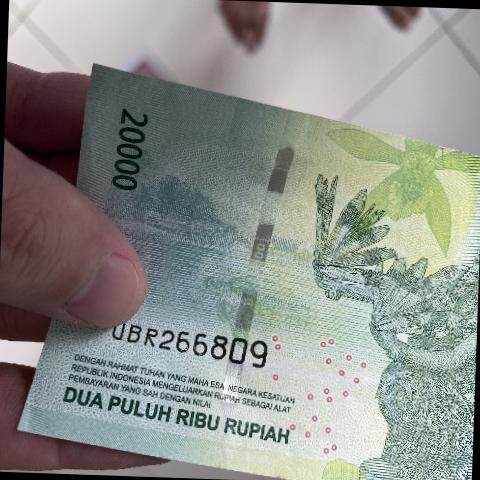 20000
UBR266809
DENGAN RAHMAT TUHAN YANG MAHA ESA, NEGARA KESATUAN
REPUBLIK INDONESIA MENGELUARKAN RUPIAH SEBAGAI ALAT
PEMBAYARAN YANG SAH DENGAN NILAI
DUA PULUH RIBU RUPIAH